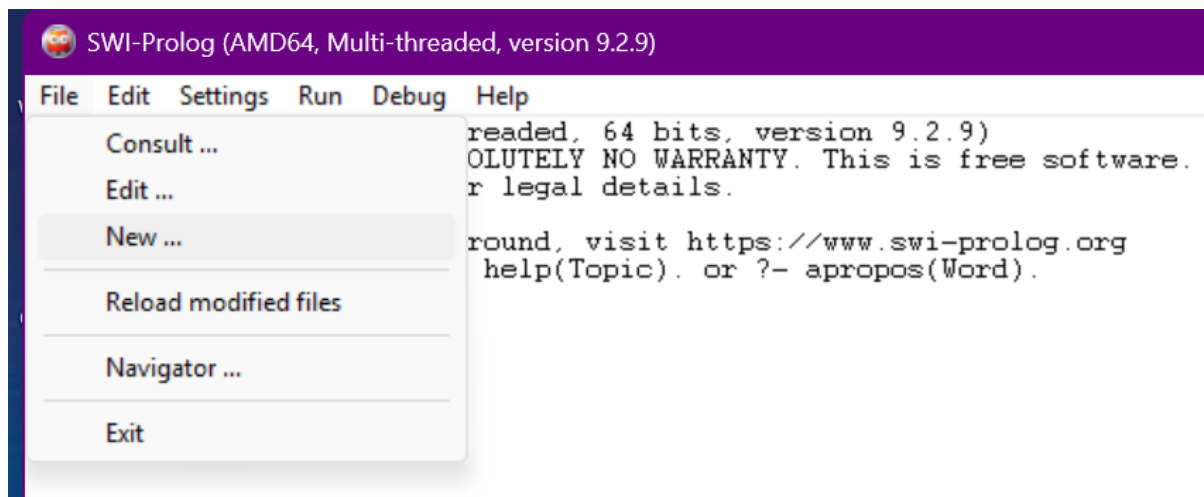 SWI-Prolog (AMD64, Multi-threaded, version 9.2.9)
File Edit Settings Run Debug Help
Consult ...
Edit ...
New ...
Reload modified files
Navigator ...
Exit
readed, 64 bits, version 9.2.9)
OLUTELY NO WARRANTY. This is free software.
r legal details.
round, visit https://www.swi-prolog.org
help(Topic). or ?- apropos(Word).